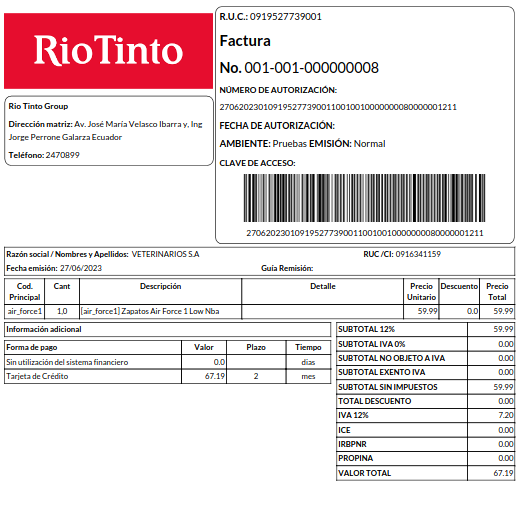 RioTinto
R.U.C.: 0919527739001
Factura
No. 001-001-000000008
NÚMERO DE AUTORIZACIÓN:
2706202301091952773900110010010000000080000001211
FECHA DE AUTORIZACIÓN:
AMBIENTE: Pruebas EMISIÓN: Normal
CLAVE DE ACCESO:
2706202301091952773900110010010000000080000001211
Rio Tinto Group
Dirección matriz: Av. José María Velasco Ibarra y, Ing
Jorge Perrone Galarza Ecuador
Teléfono: 2470899
Razón social / Nombres y Apellidos: VETERINARIOS S.A RUC /CI: 0916341159
Fecha emisión: 27/06/2023 Guía Remisión:
Cod. Principal Cant Descripción Detalle Precio Unitario Descuento Precio Total
air_force1 1,0 [air_force1] Zapatos Air Force 1 Low Nba 59.99 0.0 59.99
Información adicional
Forma de pago Valor Plazo Tiempo
Sin utilización del sistema financiero 0.0 dias
Tarjeta de Crédito 67.19 2 mes
SUBTOTAL 12% 59.99
SUBTOTAL IVA 0% 0.00
SUBTOTAL NO OBJETO A IVA 0.00
SUBTOTAL EXENTO IVA 0.00
SUBTOTAL SIN IMPUESTOS 59.99
TOTAL DESCUENTO 0.00
IVA 12% 7.20
ICE 0.00
IRBPNR 0.00
PROPINA 0.00
VALOR TOTAL 67.19